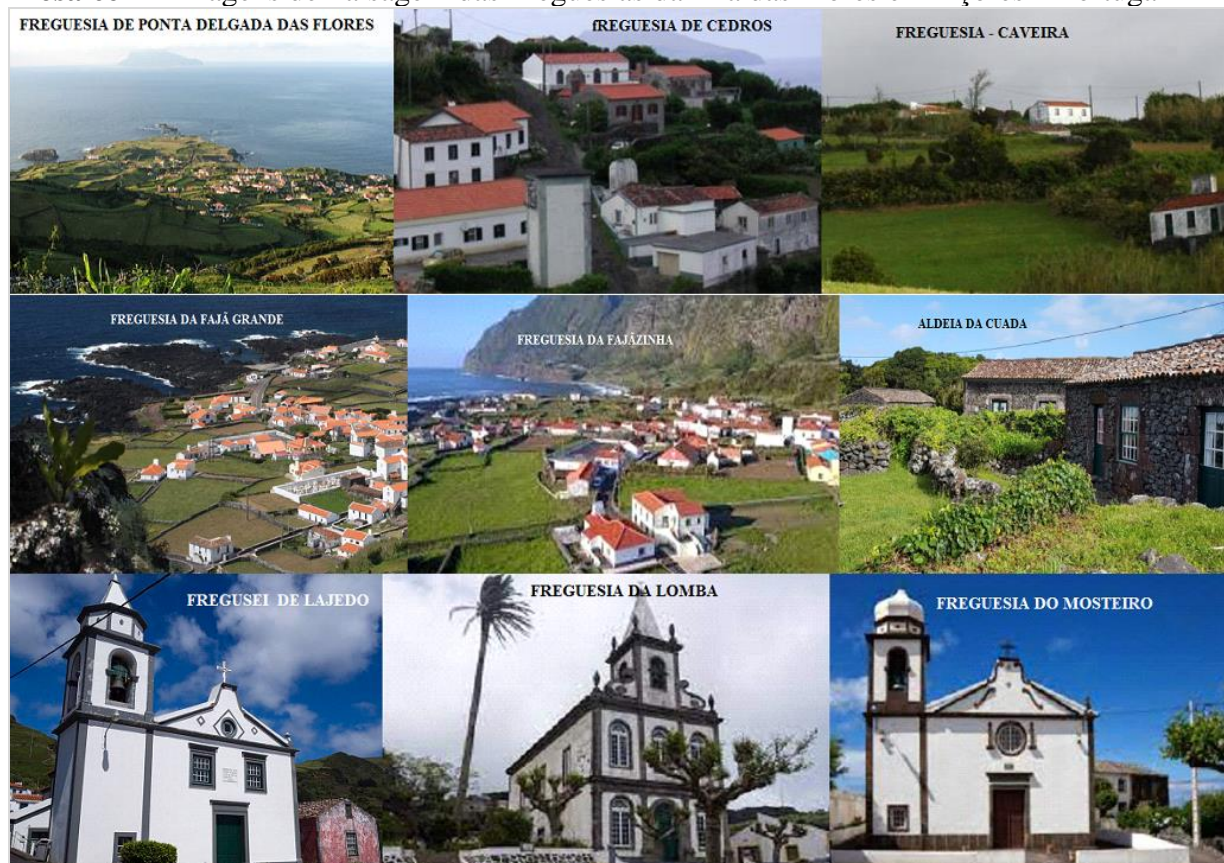 FREGUESIA DE PONTA DELGADA DAS FLORES
fREGUESIA DE CEDROS
FREGUESIA - CAVEIRA
FREGUESIA DA FAJÃ GRANDE
FREGUESIA DA FAJÃZINHA
ALDEIA DA CUADA
FREGUSEI DE LAJEDO
FREGUESIA DA LOMBA
FREGUESIA DO MOSTEIRO